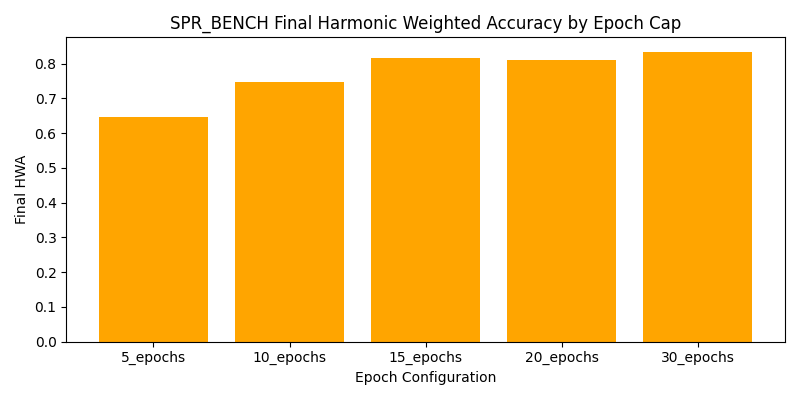 SPR_BENCH Final Harmonic Weighted Accuracy by Epoch Cap
Final HWA
0.8
0.7
0.6
0.5
0.4
0.3
0.2
0.1
0.0
5_epochs 10_epochs 15_epochs 20_epochs 30_epochs
Epoch Configuration